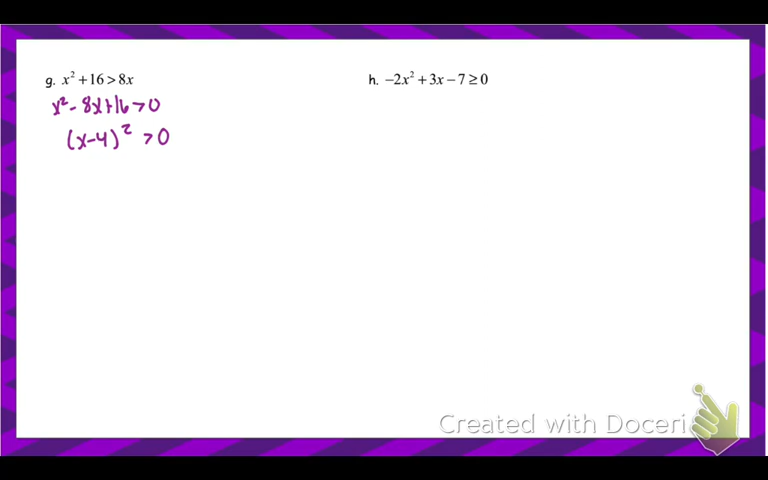 g. x² + 16 > 8x
x² - 8x + 16 > 0
(x-4)² > 0
h. -2x² + 3x - 7 ≥ 0
Created with Doceri